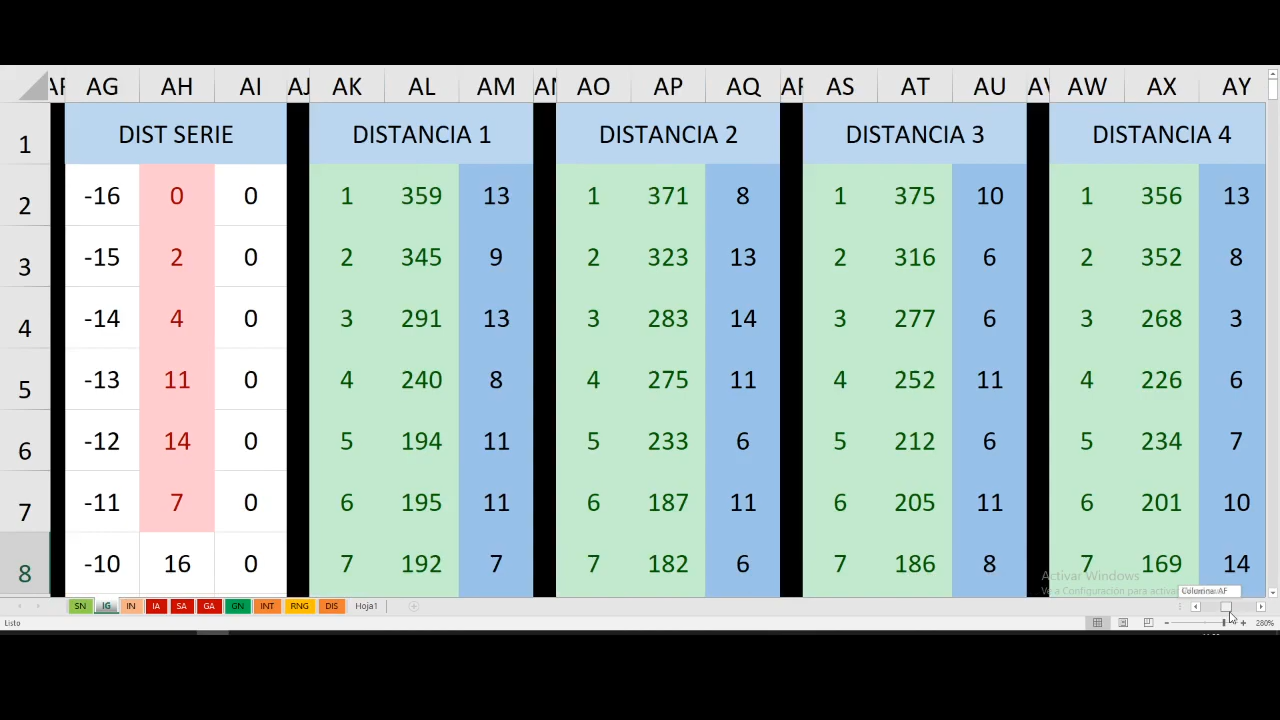 AG AH AI AJ AK AL AM AO AP AQ AS AT AU AW AX AY
1 DIST SERIE DISTANCIA 1 DISTANCIA 2 DISTANCIA 3 DISTANCIA 4
2 -16 0 0 1 359 13 1 371 8 1 375 10 1 356 13
3 -15 2 0 2 345 9 2 323 13 2 316 6 2 352 8
4 -14 4 0 3 291 13 3 283 14 3 277 6 3 268 3
5 -13 11 0 4 240 8 4 275 11 4 252 11 4 226 6
6 -12 14 0 5 194 11 5 233 6 5 212 6 5 234 7
7 -11 7 0 6 195 11 6 187 11 6 205 11 6 201 10
8 -10 16 0 7 192 7 7 182 6 7 186 8 7 169 14
Activar Windows
Ve a Configuración para activar
Columna: AF
SN IG IN IA SA GA GN INT RNG DIS Hoja1
Listo 280%